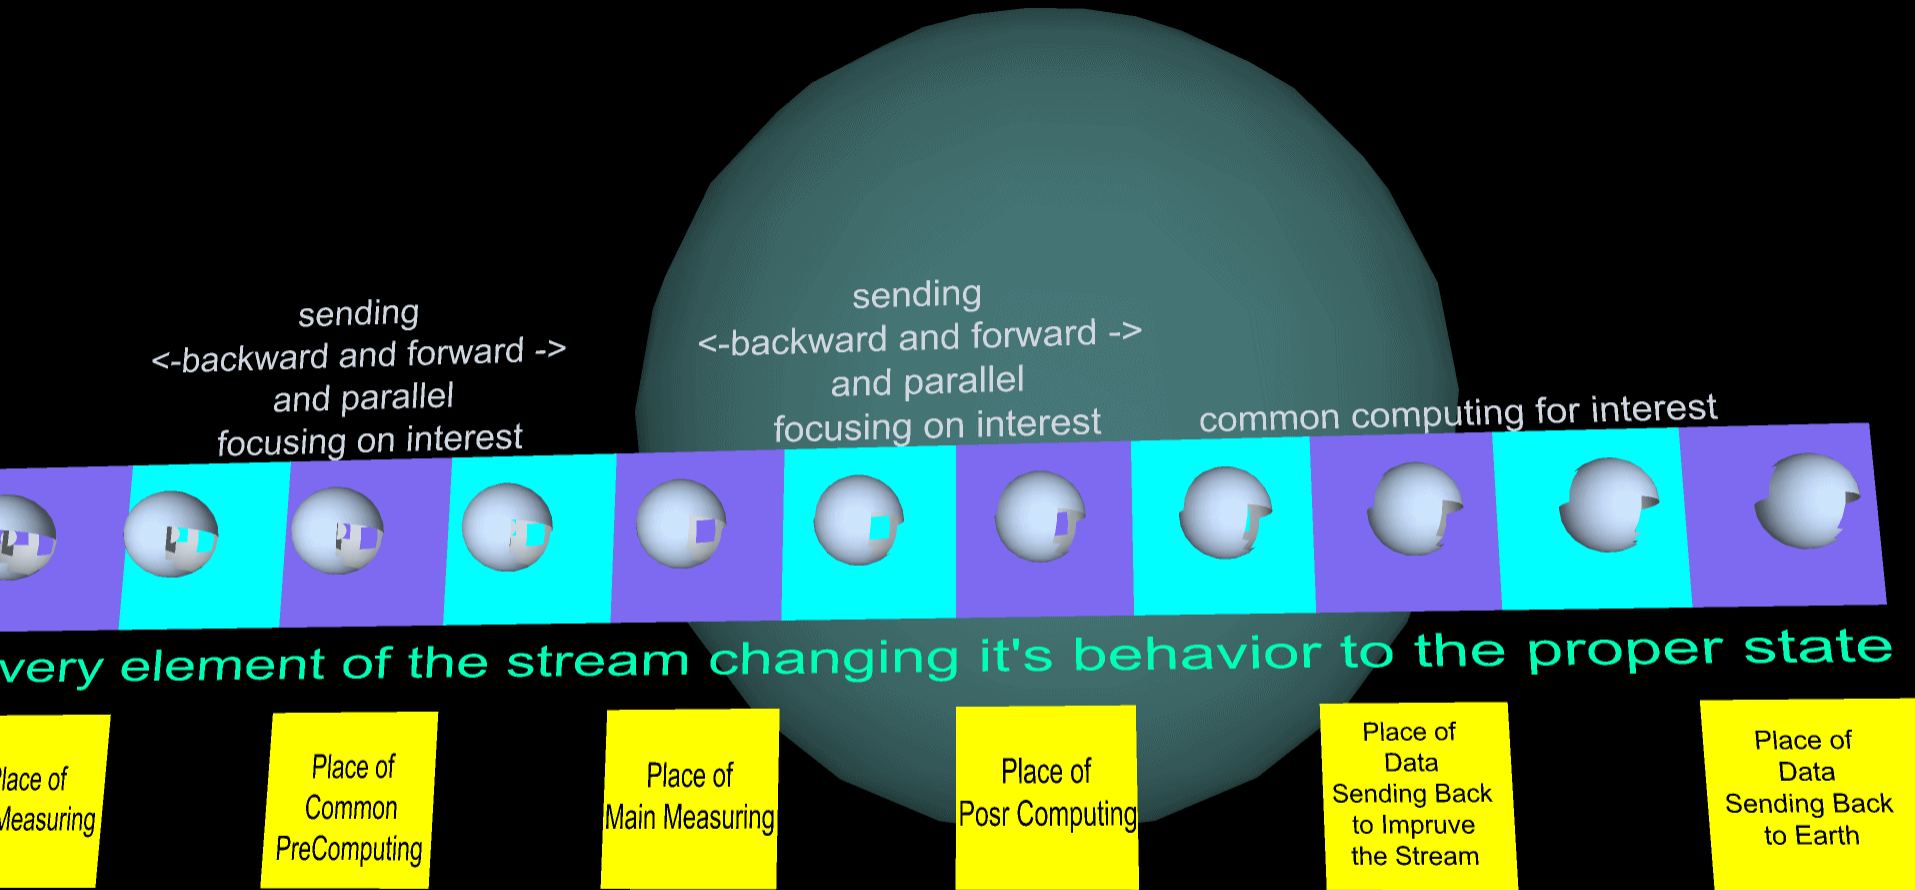 sending
<-backward and forward ->
and parallel
focusing on interest
sending
<-backward and forward ->
and parallel
focusing on interest
common computing for interest
very element of the stream changing it's behavior to the proper state
lace of
Measuring
Place of
Common
PreComputing
Place of
Main Measuring
Place of
Posr Computing
Place of
Data
Sending Back
to Impruve
the Stream
Place of
Data
Sending Back
to Earth